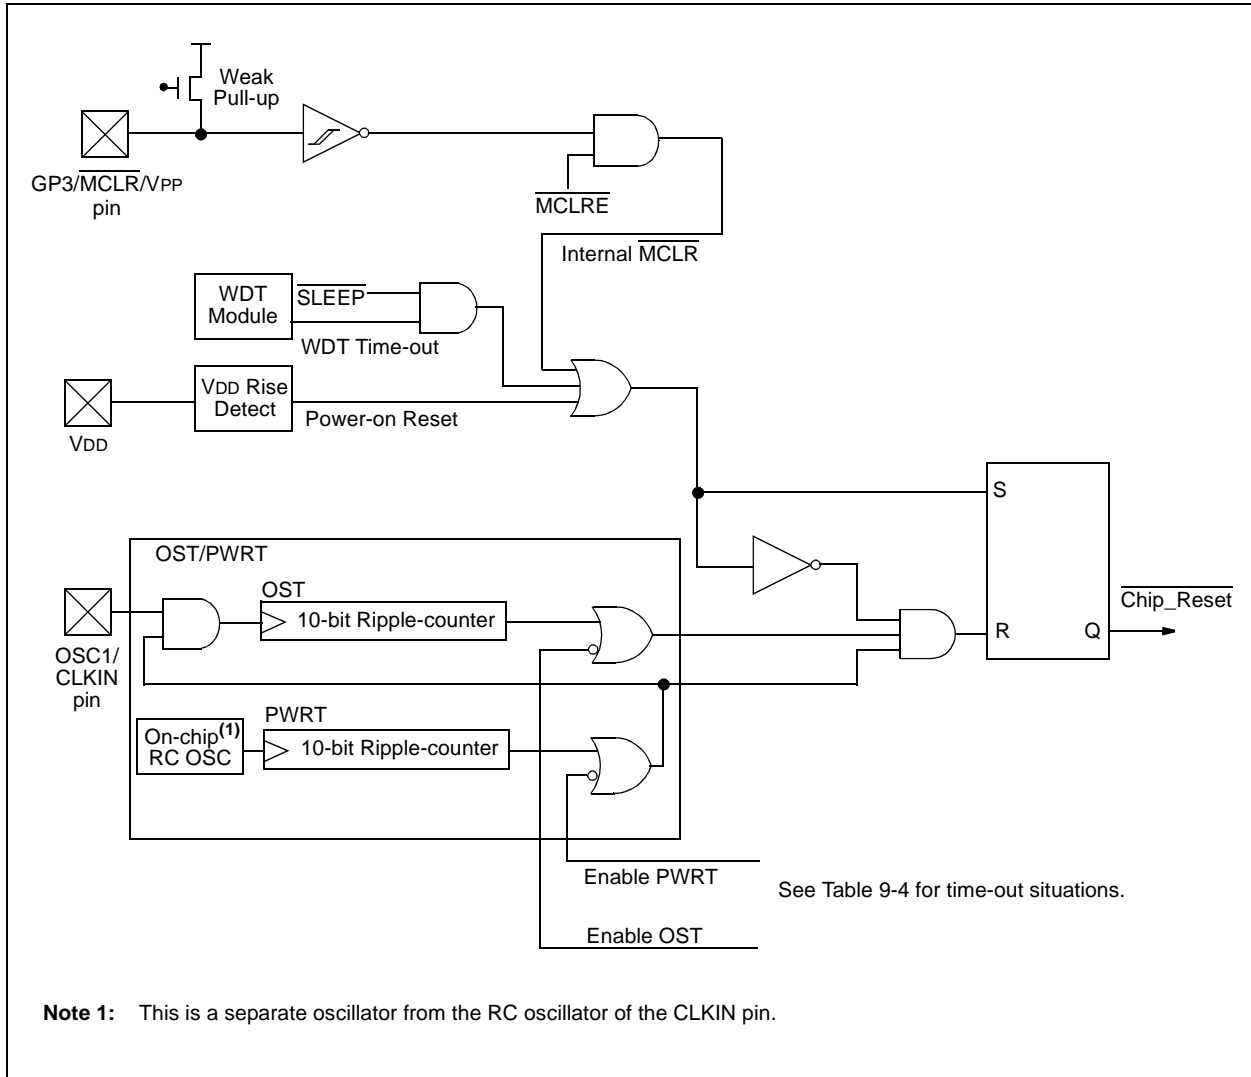 Weak
Pull-up
GP3/MCLR/VPP
pin
MCLRE
Internal MCLR
WDT
Module
SLEEP
WDT Time-out
VDD Rise
Detect
Power-on Reset
VDD
S
OST/PWRT
OST
10-bit Ripple-counter
Chip_Reset
R
Q
OSC1/
CLKIN
pin
PWRT
On-chip(1)
RC OSC
10-bit Ripple-counter
Enable PWRT
See Table 9-4 for time-out situations.
Enable OST
Note 1: This is a separate oscillator from the RC oscillator of the CLKIN pin.